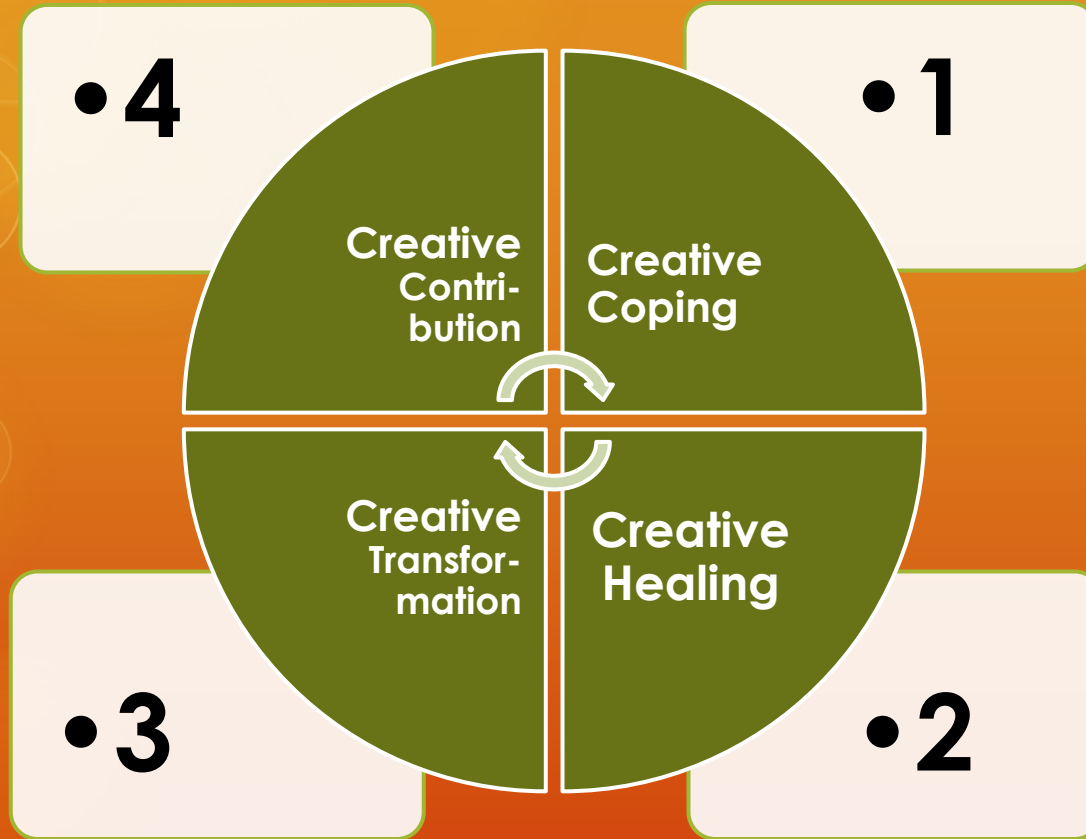 •4
•1
Creative
Contri-
bution
Creative
Coping
Creative
Transfor-
mation
Creative
Healing
•3
•2